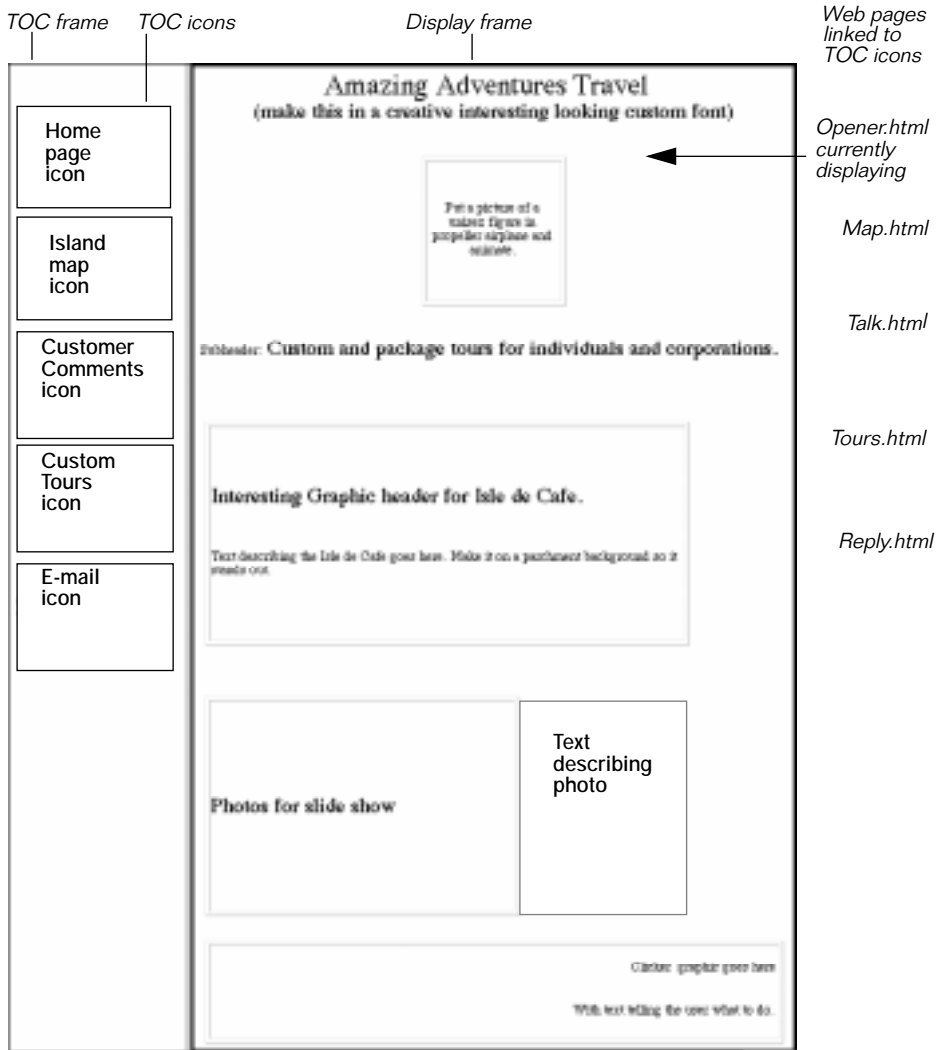 TOC frame
TOC icons
Display frame
Web pages
linked to
TOC icons
Amazing Adventures Travel
(make this in a creative interesting looking custom font)
Home
page
icon
Opener.html
currently
displaying
Put a picture of a
figure in
propeller airplane and
animate.
Island
map
icon
Map.html
Talk.html
Customer
Comments
icon
Subheader: Custom and package tours for individuals and corporations.
Custom
Tours
icon
Tours.html
Interesting Graphic header for Isle de Cafe.
Text describing the Isle de Cafe goes here. Make it on a parchment background so it
stands out.
Reply.html
E-mail
icon
Photos for slide show
Text
describing
photo
graphic goes here
With text telling the user what to do.